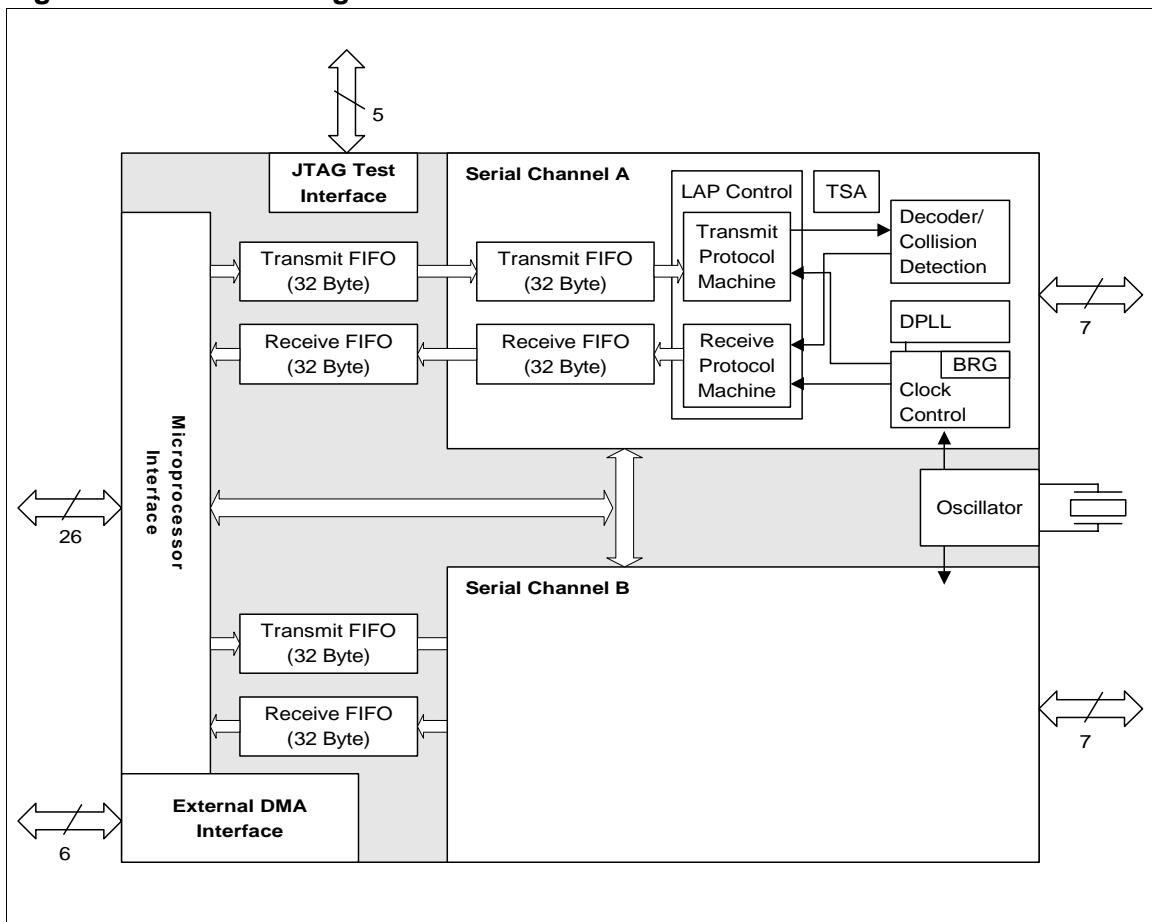 5
JTAG Test
Interface
Serial Channel A
LAP Control
TSA
Transmit
Protocol
Machine
Decoder/
Collision
Detection
Transmit FIFO
(32 Byte)
Transmit FIFO
(32 Byte)
7
DPLL
Receive FIFO
(32 Byte)
Receive FIFO
(32 Byte)
Receive
Protocol
Machine
BRG
Clock
Control
Microprocessor
Interface
26
Oscillator
Serial Channel B
Transmit FIFO
(32 Byte)
Receive FIFO
(32 Byte)
7
External DMA
Interface
6